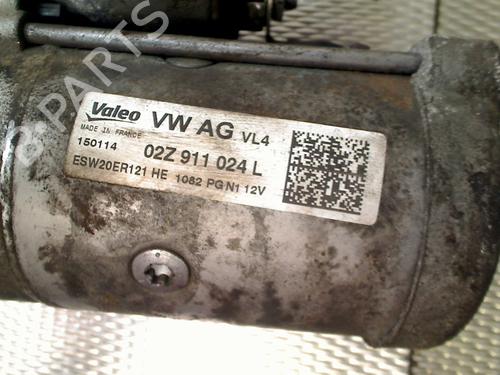 Valeo VW AG VL4
MADE IN FRANCE
150114 02Z 911 024 L
ESW20ER121 HE 1082 PG N1 12V
B-PARTS